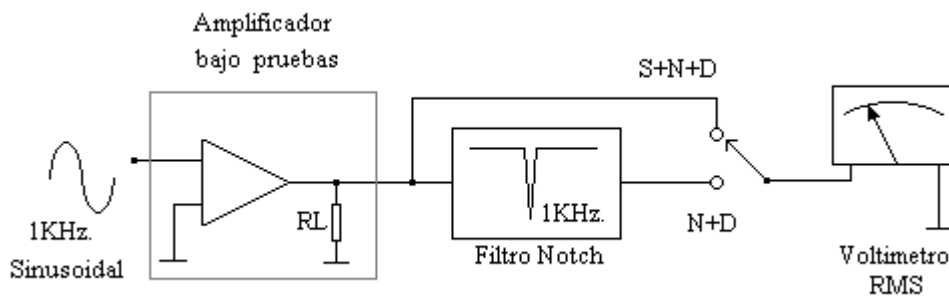 Amplificador
bajo pruebas
S+N+D
1KHz.
Sinusoidal
RL
1KHz.
Filtro Notch
N+D
Voltimetro
RMS